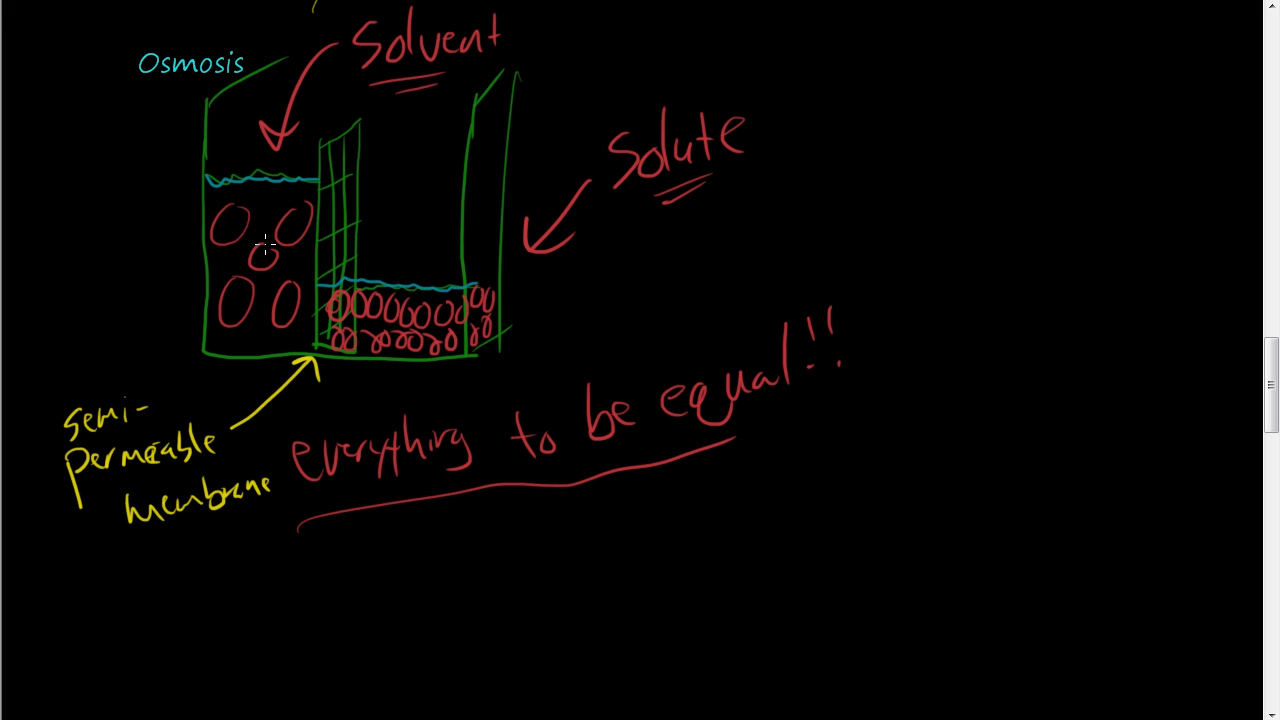 Osmosis
Solvent
Solute
semi-
permeable
membrane
everything to be equal!!